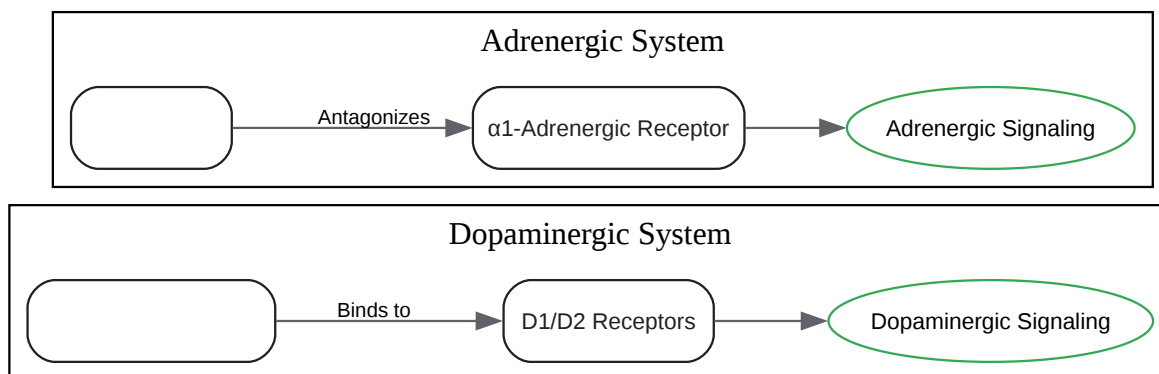 Adrenergic System
Antagonizes
α1-Adrenergic Receptor
Adrenergic Signaling
Dopaminergic System
Binds to
D1/D2 Receptors
Dopaminergic Signaling